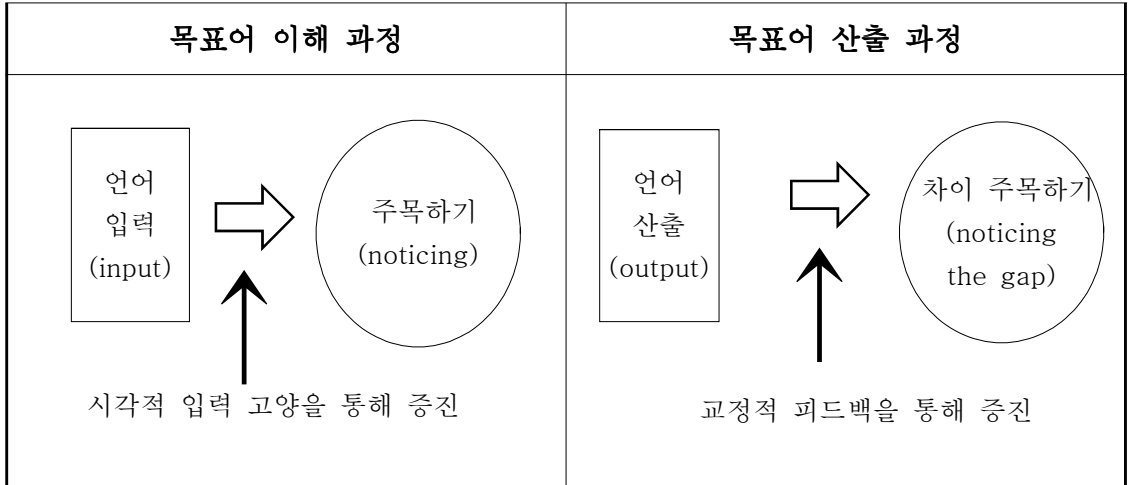 목표어 이해 과정
목표어 산출 과정
언어
입력
(input)
주목하기
(noticing)
시각적 입력 고양을 통해 증진
언어
산출
(output)
차이 주목하기
(noticing
the gap)
교정적 피드백을 통해 증진